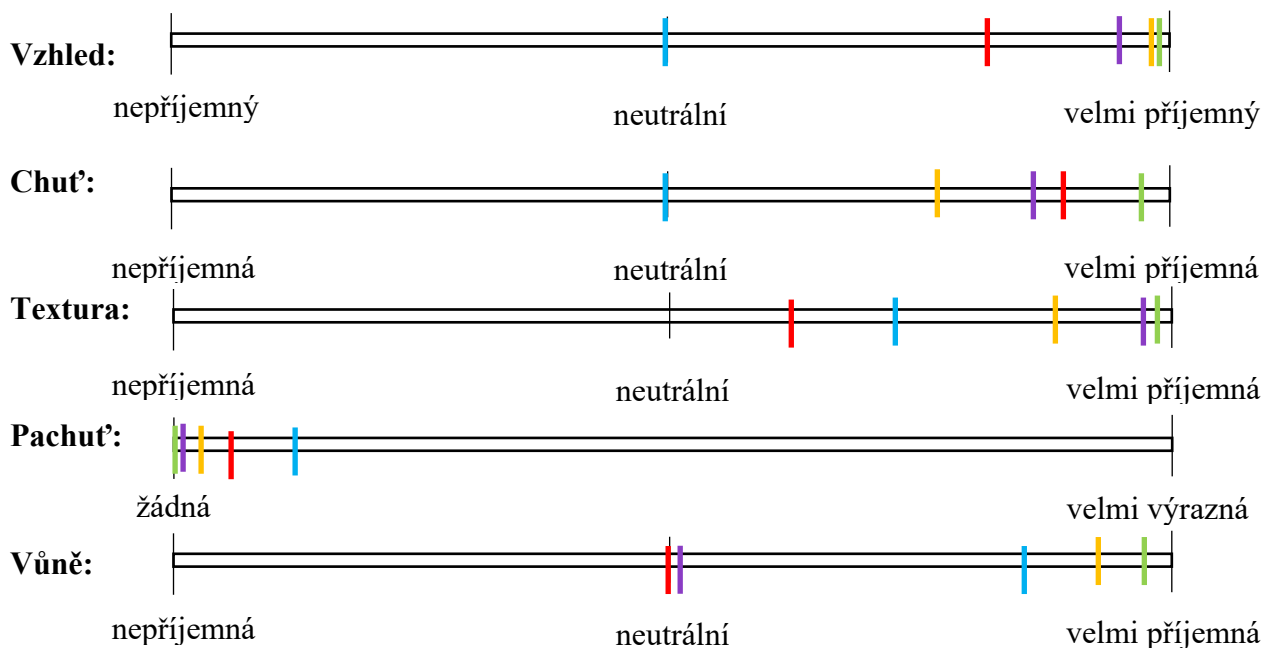 Vzhled:
nepříjemný neutrální velmi příjemný
Chuť:
nepříjemná neutrální velmi příjemná
Textura:
nepříjemná neutrální velmi příjemná
Pachuť:
žádná velmi výrazná
Vůně:
nepříjemná neutrální velmi příjemná